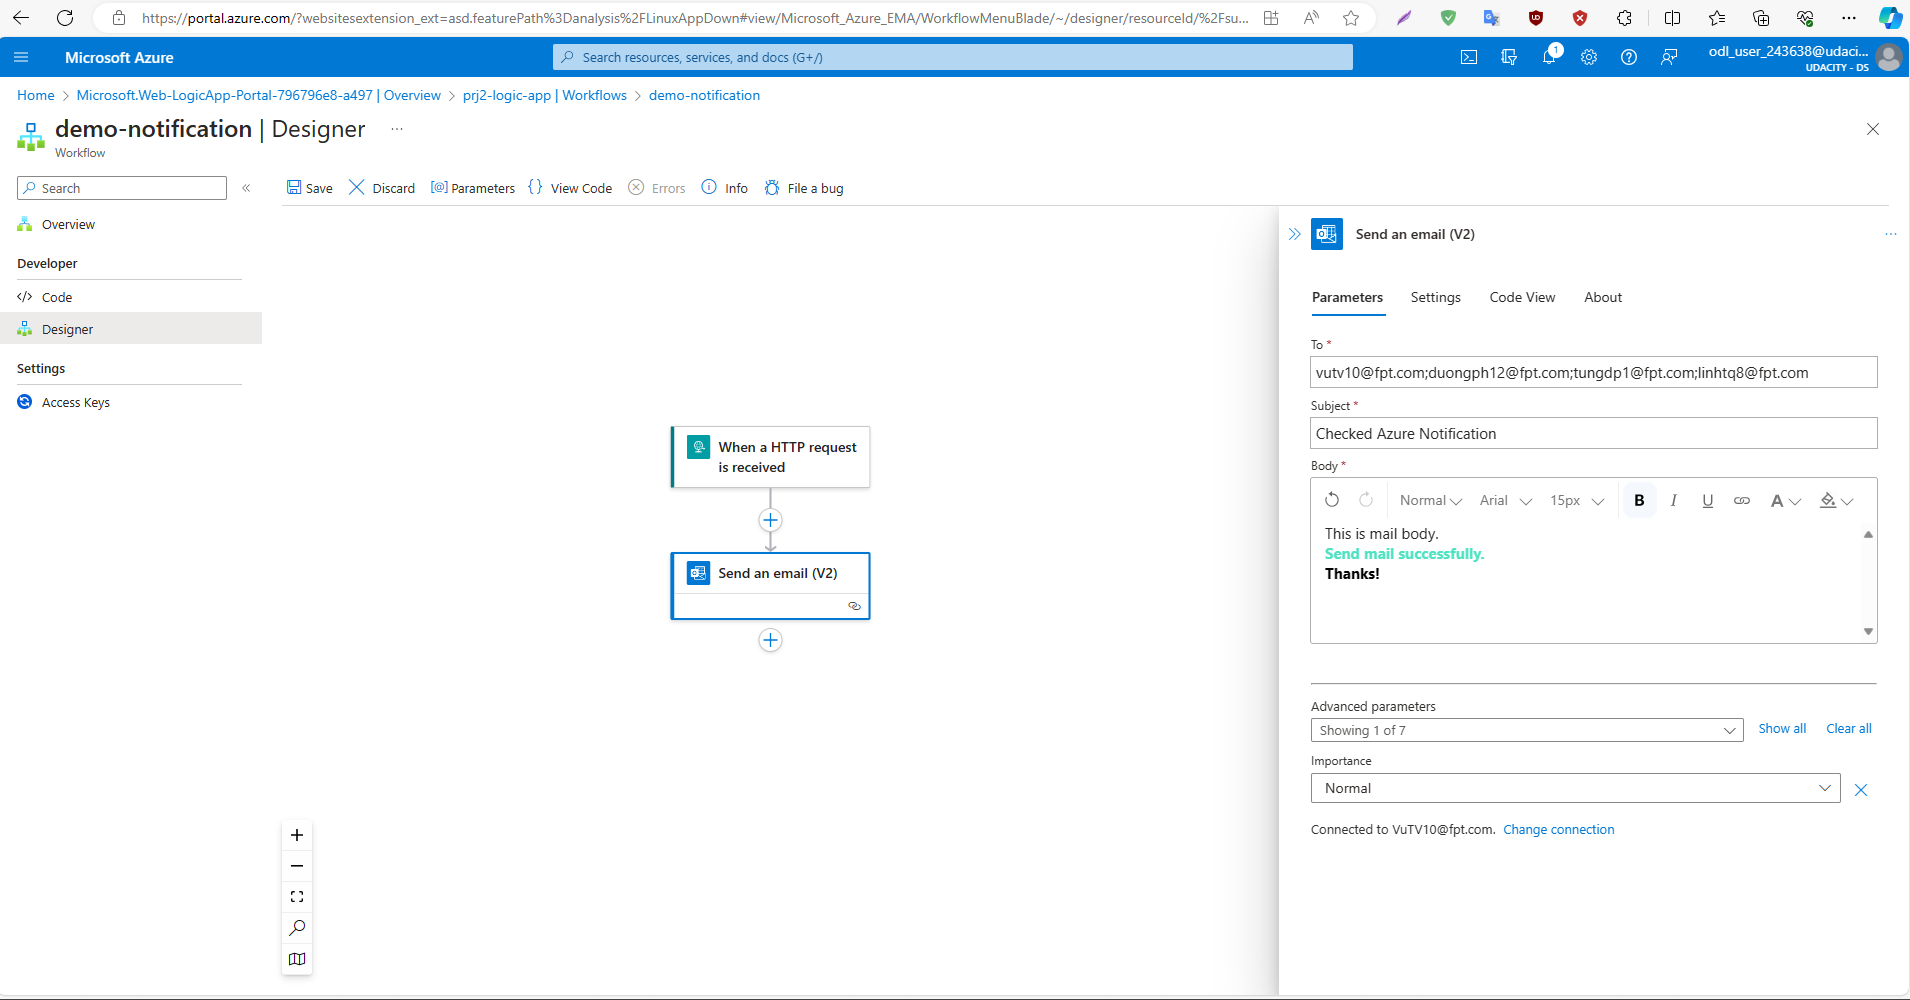 https://portal.azure.com/?websitesextension_ext=asd.featurePath%3Danalysis%2FLinuxAppDown#view/Microsoft_Azure_EMA/WorkflowMenuBlade/~/designer/resourceId/%2Fsu...
Microsoft Azure
Search resources, services, and docs (G+/)
1
odl_user_243638@udaci...
UDACITY - DS
Home > Microsoft.Web-LogicApp-Portal-796796e8-a497 | Overview > prj2-logic-app | Workflows > demo-notification
demo-notification | Designer ...
Workflow
Search
Save
Discard
Parameters
View Code
Errors
Info
File a bug
Overview
Developer
Code
Designer
Settings
Access Keys
When a HTTP request
is received
Send an email (V2)
Send an email (V2)
Parameters
Settings
Code View
About
To *
vutv10@fpt.com;duongph12@fpt.com;tungdp1@fpt.com;linhtq8@fpt.com
Subject *
Checked Azure Notification
Body *
Normal
Arial
15px
B
I
U
A
This is mail body.
Send mail successfully.
Thanks!
Advanced parameters
Showing 1 of 7
Show all
Clear all
Importance
Normal
Connected to VuTV10@fpt.com. Change connection